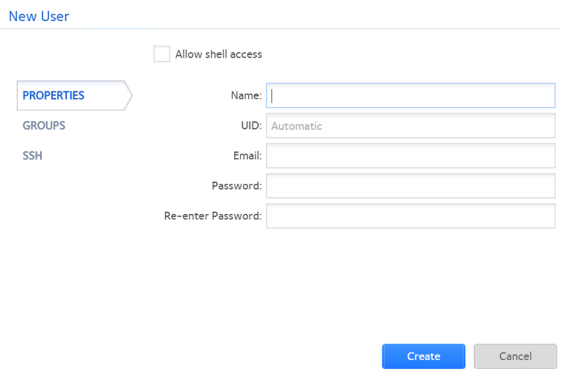 New User
Allow shell access
PROPERTIES
GROUPS
SSH
Name:
UID: Automatic
Email:
Password:
Re-enter Password:
Create Cancel